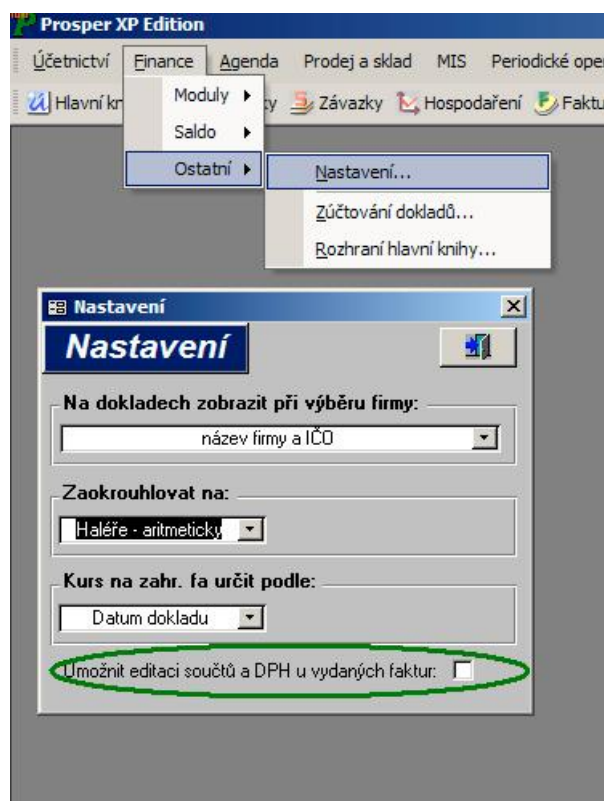 Prosper XP Edition
Účetnictví Finance Agenda Prodej a sklad MIS Periodické oper
Hlavní kn ky Závazky Hospodaření Faktu
Moduly
Saldo
Ostatní
Nastavení...
Zúčtování dokladů...
Rozhraní hlavní knihy...
Nastavení
Nastavení
Na dokladech zobrazit při výběru firmy:
název firmy a IČO
Zaokrouhlovat na:
Haléře - aritmeticky
Kurs na zahr. fa určit podle:
Datum dokladu
Umožnit editaci součtů a DPH u vydaných faktur: